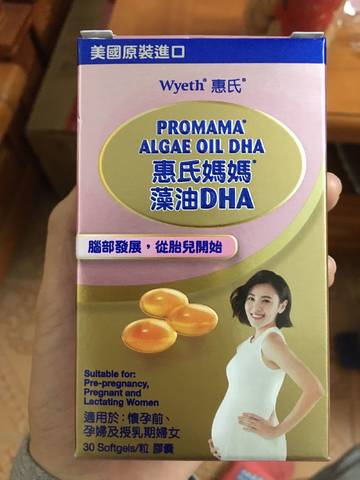 美國原裝進口
Wyeth® 惠氏®
PROMAMA®
ALGAE OIL DHA
惠氏媽媽®
藻油DHA
腦部發展，從胎兒開始
Suitable for:
Pre-pregnancy,
Pregnant and
Lactating Women
適用於：懷孕前、
孕婦及授乳期婦女
30 Softgels/粒 膠囊